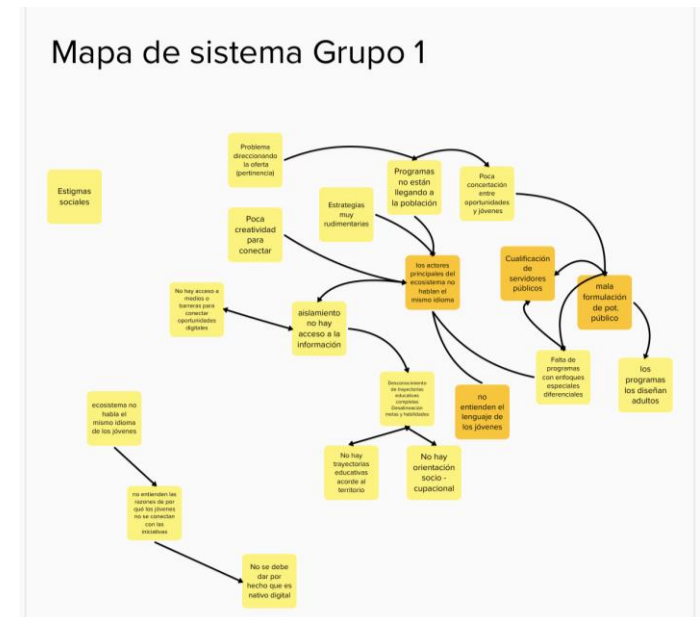 Mapa de sistema Grupo 1
Problema
direccionando
la oferta
(pertinencia)
Programas
no están
llegando a
la población
Poca
concertación
entre
oportunidades
y jóvenes
Estigmas
sociales
Estrategias
muy
rudimentarias
Poca
creatividad
para
conectar
los actores
principales del
ecosistema no
hablan el
mismo idioma
Cualificación
de
servidores
públicos
mala
formulación
de pot.
público
No hay acceso a
medios o
barreras para
conectar
oportunidades
digitales
aislamiento
no hay
acceso a la
información
Falta de
programas
con enfoques
especiales
diferenciales
los
programas
los diseñan
adultos
Desconocimiento
de trayectorias
educativas
completas.
Desalineación
metas y habilidades
no
entienden el
lenguaje de
los jóvenes
ecosistema no
habla el
mismo idioma
de los jóvenes
No hay
trayectorias
educativas
acorde al
territorio
No hay
orientación
socio -
cupacional
no entienden las
razones de por
qué los jóvenes
no se conectan
con las
iniciativas
No se debe
dar por
hecho que es
nativo digital